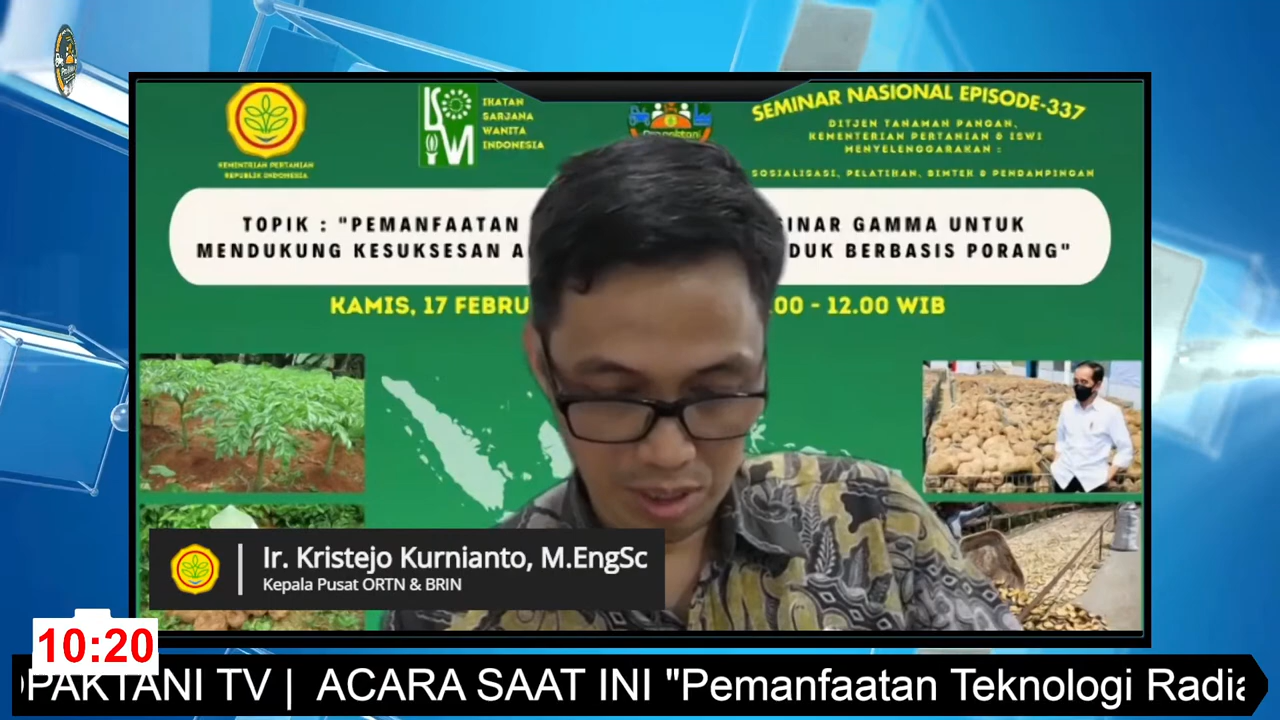 KEMENTRIAN PERTANIAN
REPUBLIK INDONESIA
IKATAN
SARJANA
WANITA
INDONESIA
SEMINAR NASIONAL EPISODE-337
DITJEN TANAMAN PANGAN,
KEMENTERIAN PERTANIAN & ISWI
MENYELENGGARAKAN :
SOSIALISASI, PELATIHAN, BIMTEK & PENDAMPINGAN
TOPIK : "PEMANFAATAN SINAR GAMMA UNTUK
MENDUKUNG KESUKSESAN DUK BERBASIS PORANG"
KAMIS, 17 FEBRU .00 - 12.00 WIB
Ir. Kristejo Kurnianto, M.EngSc
Kepala Pusat ORTN & BRIN
10:20
OPAKTANI TV | ACARA SAAT INI "Pemanfaatan Teknologi Radia